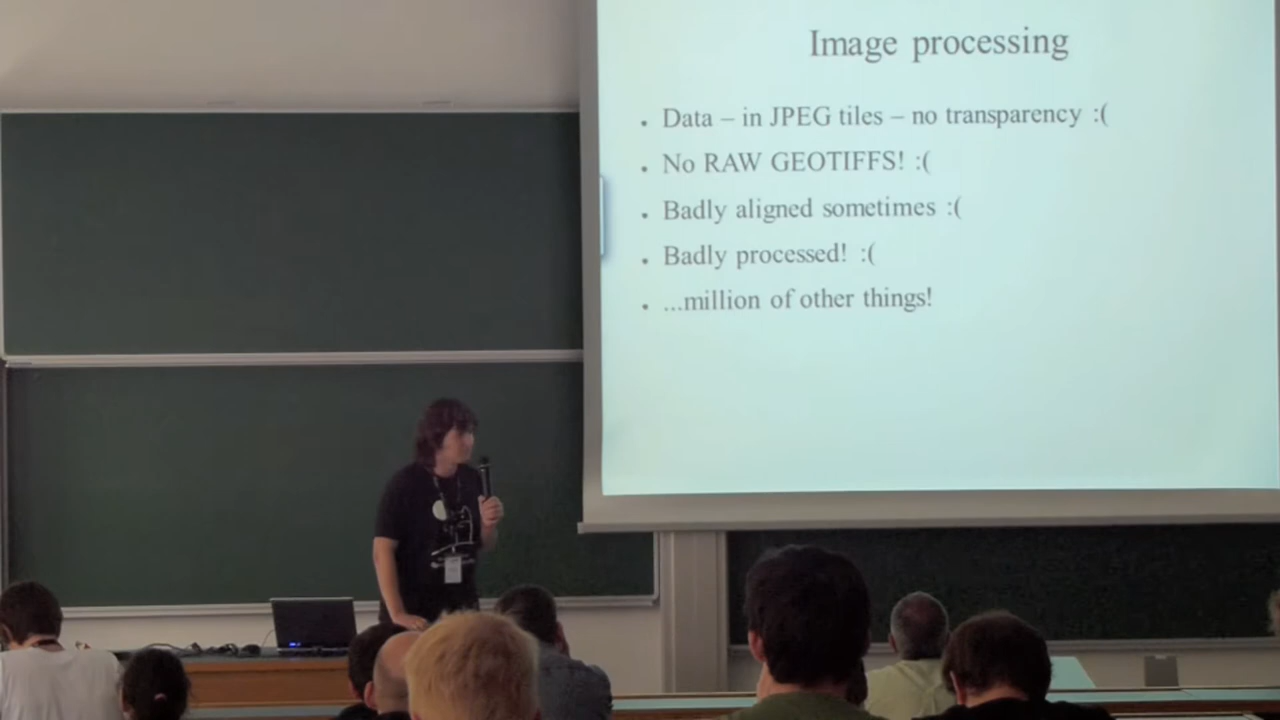 Image processing
• Data – in JPEG tiles – no transparency :(
• No RAW GEOTIFFS! :(
• Badly aligned sometimes :(
• Badly processed! :(
• ...million of other things!